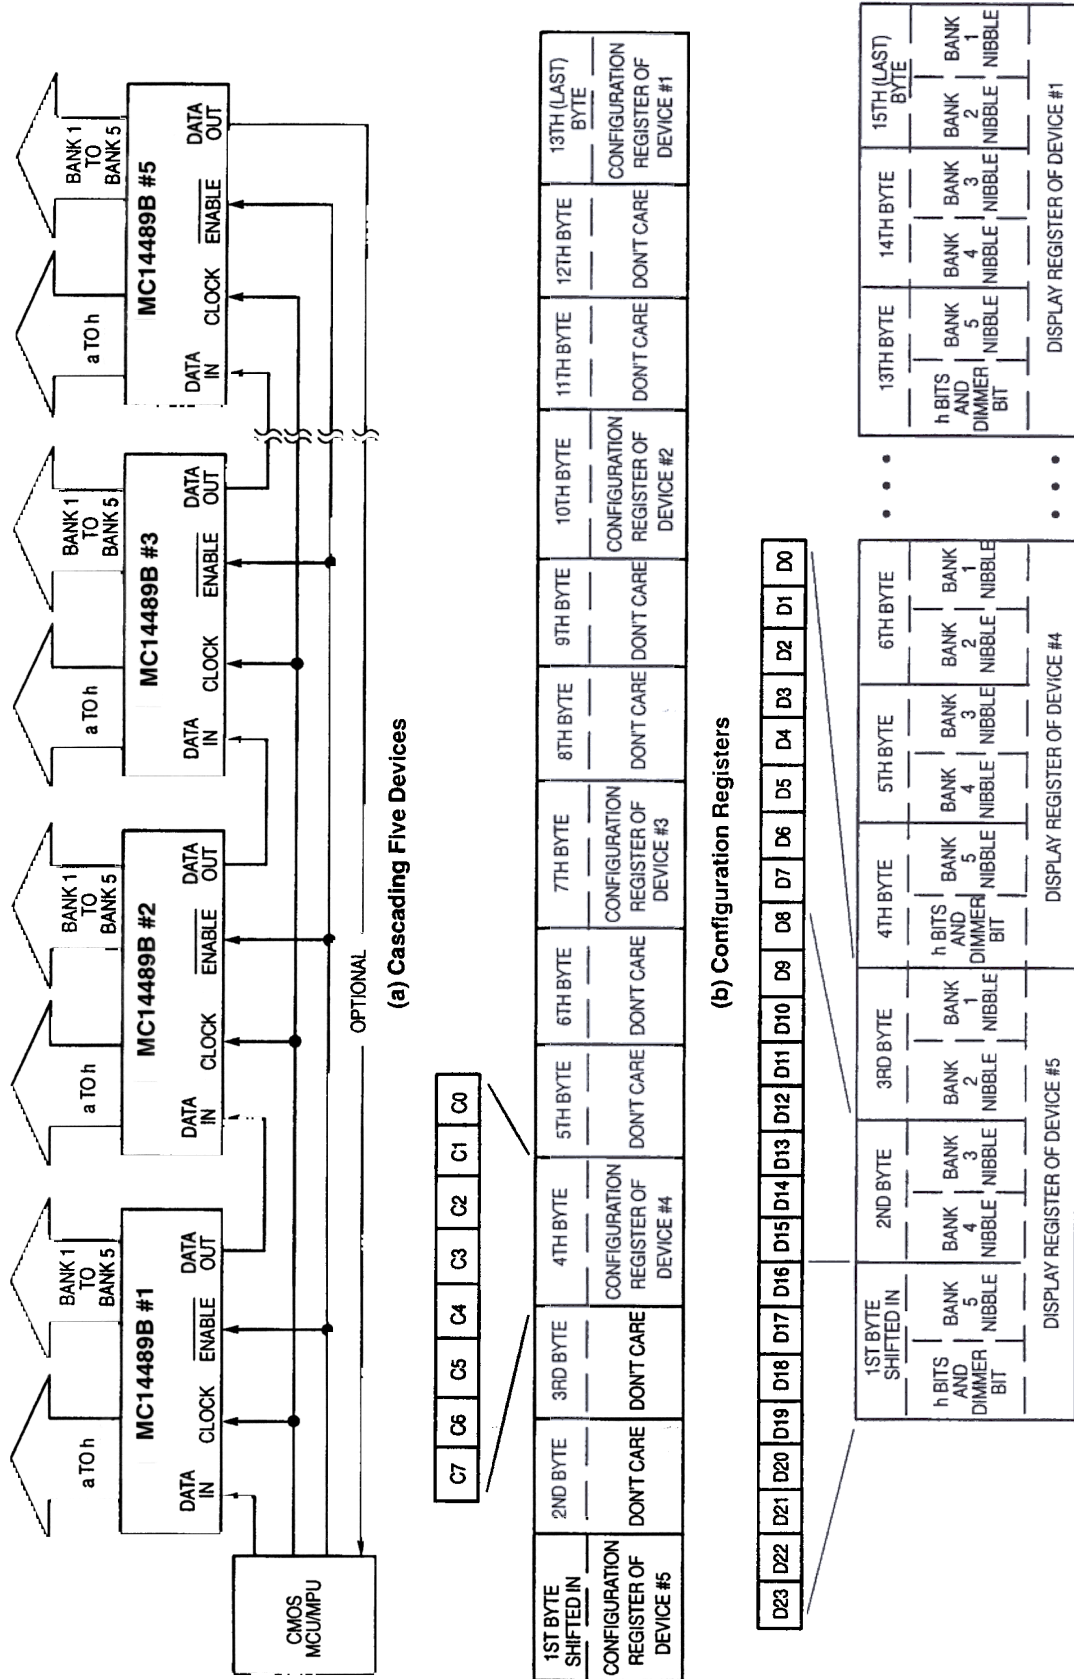 a TO h
BANK 1
TO
BANK 5
MC14489B #1
DATA
IN
CLOCK
ENABLE
DATA
OUT
a TO h
BANK 1
TO
BANK 5
MC14489B #2
DATA
IN
CLOCK
ENABLE
DATA
OUT
a TO h
BANK 1
TO
BANK 5
MC14489B #3
DATA
IN
CLOCK
ENABLE
DATA
OUT
a TO h
BANK 1
TO
BANK 5
MC14489B #5
DATA
IN
CLOCK
ENABLE
DATA
OUT
CMOS
MCU/MPU
OPTIONAL
(a) Cascading Five Devices
C7 C6 C5 C4 C3 C2 C1 C0
1ST BYTE
SHIFTED IN
CONFIGURATION
REGISTER OF
DEVICE #5
2ND BYTE
DON'T CARE
3RD BYTE
DON'T CARE
4TH BYTE
CONFIGURATION
REGISTER OF
DEVICE #4
5TH BYTE
DON'T CARE
6TH BYTE
DON'T CARE
7TH BYTE
CONFIGURATION
REGISTER OF
DEVICE #3
8TH BYTE
DON'T CARE
9TH BYTE
DON'T CARE
10TH BYTE
CONFIGURATION
REGISTER OF
DEVICE #2
11TH BYTE
DON'T CARE
12TH BYTE
DON'T CARE
13TH (LAST)
BYTE
CONFIGURATION
REGISTER OF
DEVICE #1
(b) Configuration Registers
D23 D22 D21 D20 D19 D18 D17 D16 D15 D14 D13 D12 D11 D10 D9 D8 D7 D6 D5 D4 D3 D2 D1 D0
1ST BYTE
SHIFTED IN
h BITS
AND
DIMMER
BIT
BANK
5
NIBBLE
2ND BYTE
BANK
4
NIBBLE
BANK
3
NIBBLE
3RD BYTE
BANK
2
NIBBLE
BANK
1
NIBBLE
DISPLAY REGISTER OF DEVICE #5
4TH BYTE
h BITS
AND
DIMMER
BIT
BANK
5
NIBBLE
5TH BYTE
BANK
4
NIBBLE
BANK
3
NIBBLE
6TH BYTE
BANK
2
NIBBLE
BANK
1
NIBBLE
DISPLAY REGISTER OF DEVICE #4
• • •
• • •
13TH BYTE
h BITS
AND
DIMMER
BIT
BANK
5
NIBBLE
14TH BYTE
BANK
4
NIBBLE
BANK
3
NIBBLE
15TH (LAST)
BYTE
BANK
2
NIBBLE
BANK
1
NIBBLE
DISPLAY REGISTER OF DEVICE #1